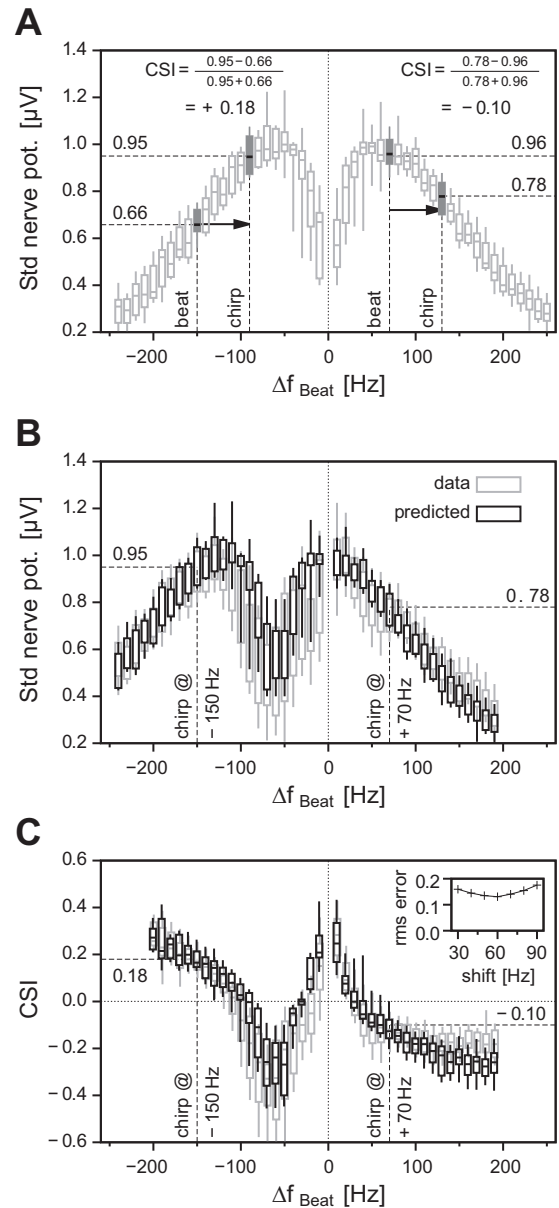 A
CSI = 0.95−0.66 / 0.95+0.66
= + 0.18
CSI = 0.78−0.96 / 0.78+0.96
= − 0.10
Std nerve pot. [µV]
1.4
1.2
1.0
0.8
0.6
0.4
0.2
0.95
0.66
0.96
0.78
beat
chirp
beat
chirp
−200
−100
0
100
200
Δf Beat [Hz]
B
Std nerve pot. [µV]
1.4
1.2
1.0
0.8
0.6
0.4
0.2
data
predicted
0.95
0.78
chirp @
− 150 Hz
chirp @
+ 70 Hz
−200
−100
0
100
200
Δf Beat [Hz]
C
CSI
0.6
0.4
0.2
0.0
−0.2
−0.4
−0.6
0.18
− 0.10
rms error
0.2
0.1
0.0
30
60
90
shift [Hz]
chirp @
− 150 Hz
chirp @
+ 70 Hz
−200
−100
0
100
200
Δf Beat [Hz]